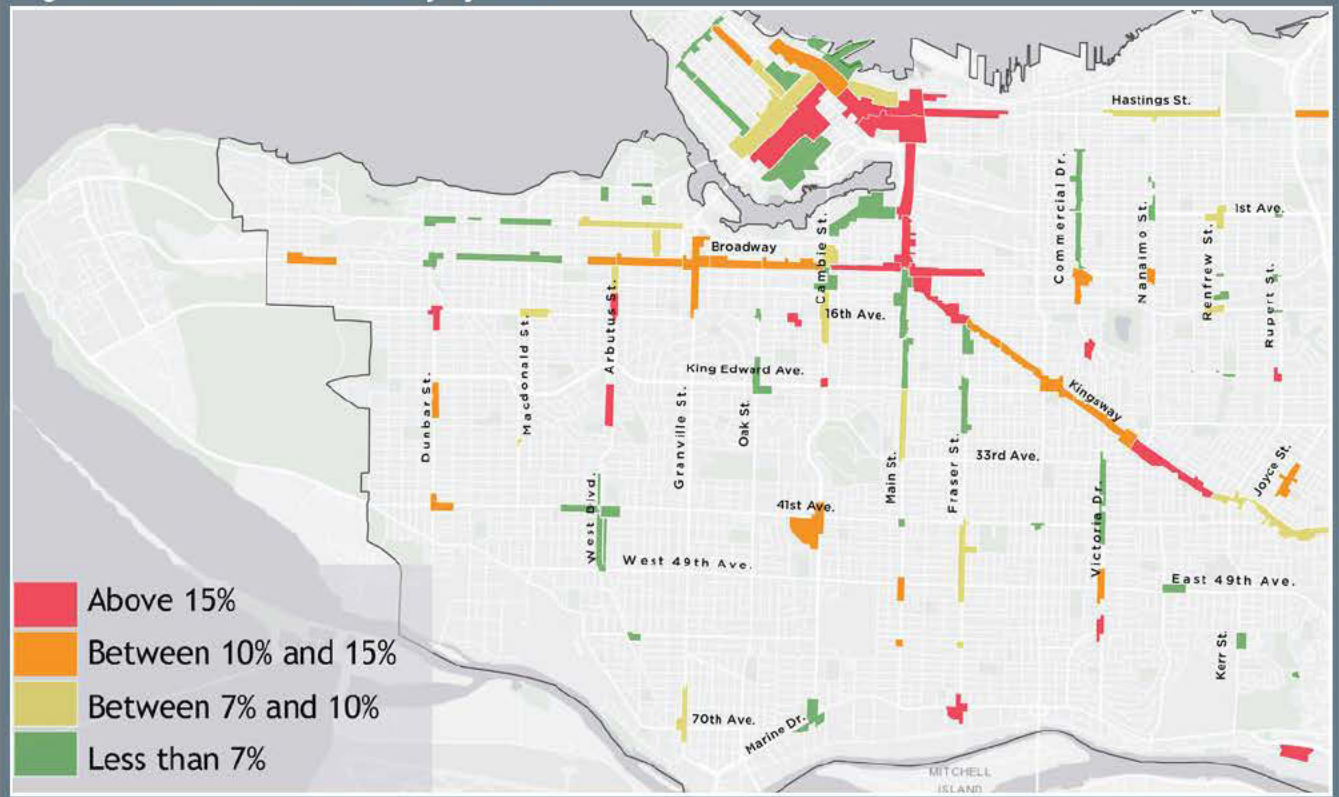 Hastings St.
Commercial Dr.
Nanaimo St.
1st Ave.
Renfrew St.
Rupert St.
Cambie St.
Broadway
Arbutus St.
16th Ave.
Macdonald St.
King Edward Ave.
Kingsway
Dunbar St.
Granville St.
Oak St.
Main St.
Fraser St.
33rd Ave.
Joyce St.
West Blvd.
41st Ave.
Victoria Dr.
West 49th Ave.
East 49th Ave.
Kerr St.
70th Ave.
Marine Dr.
MITCHELL
ISLAND
Above 15%
Between 10% and 15%
Between 7% and 10%
Less than 7%